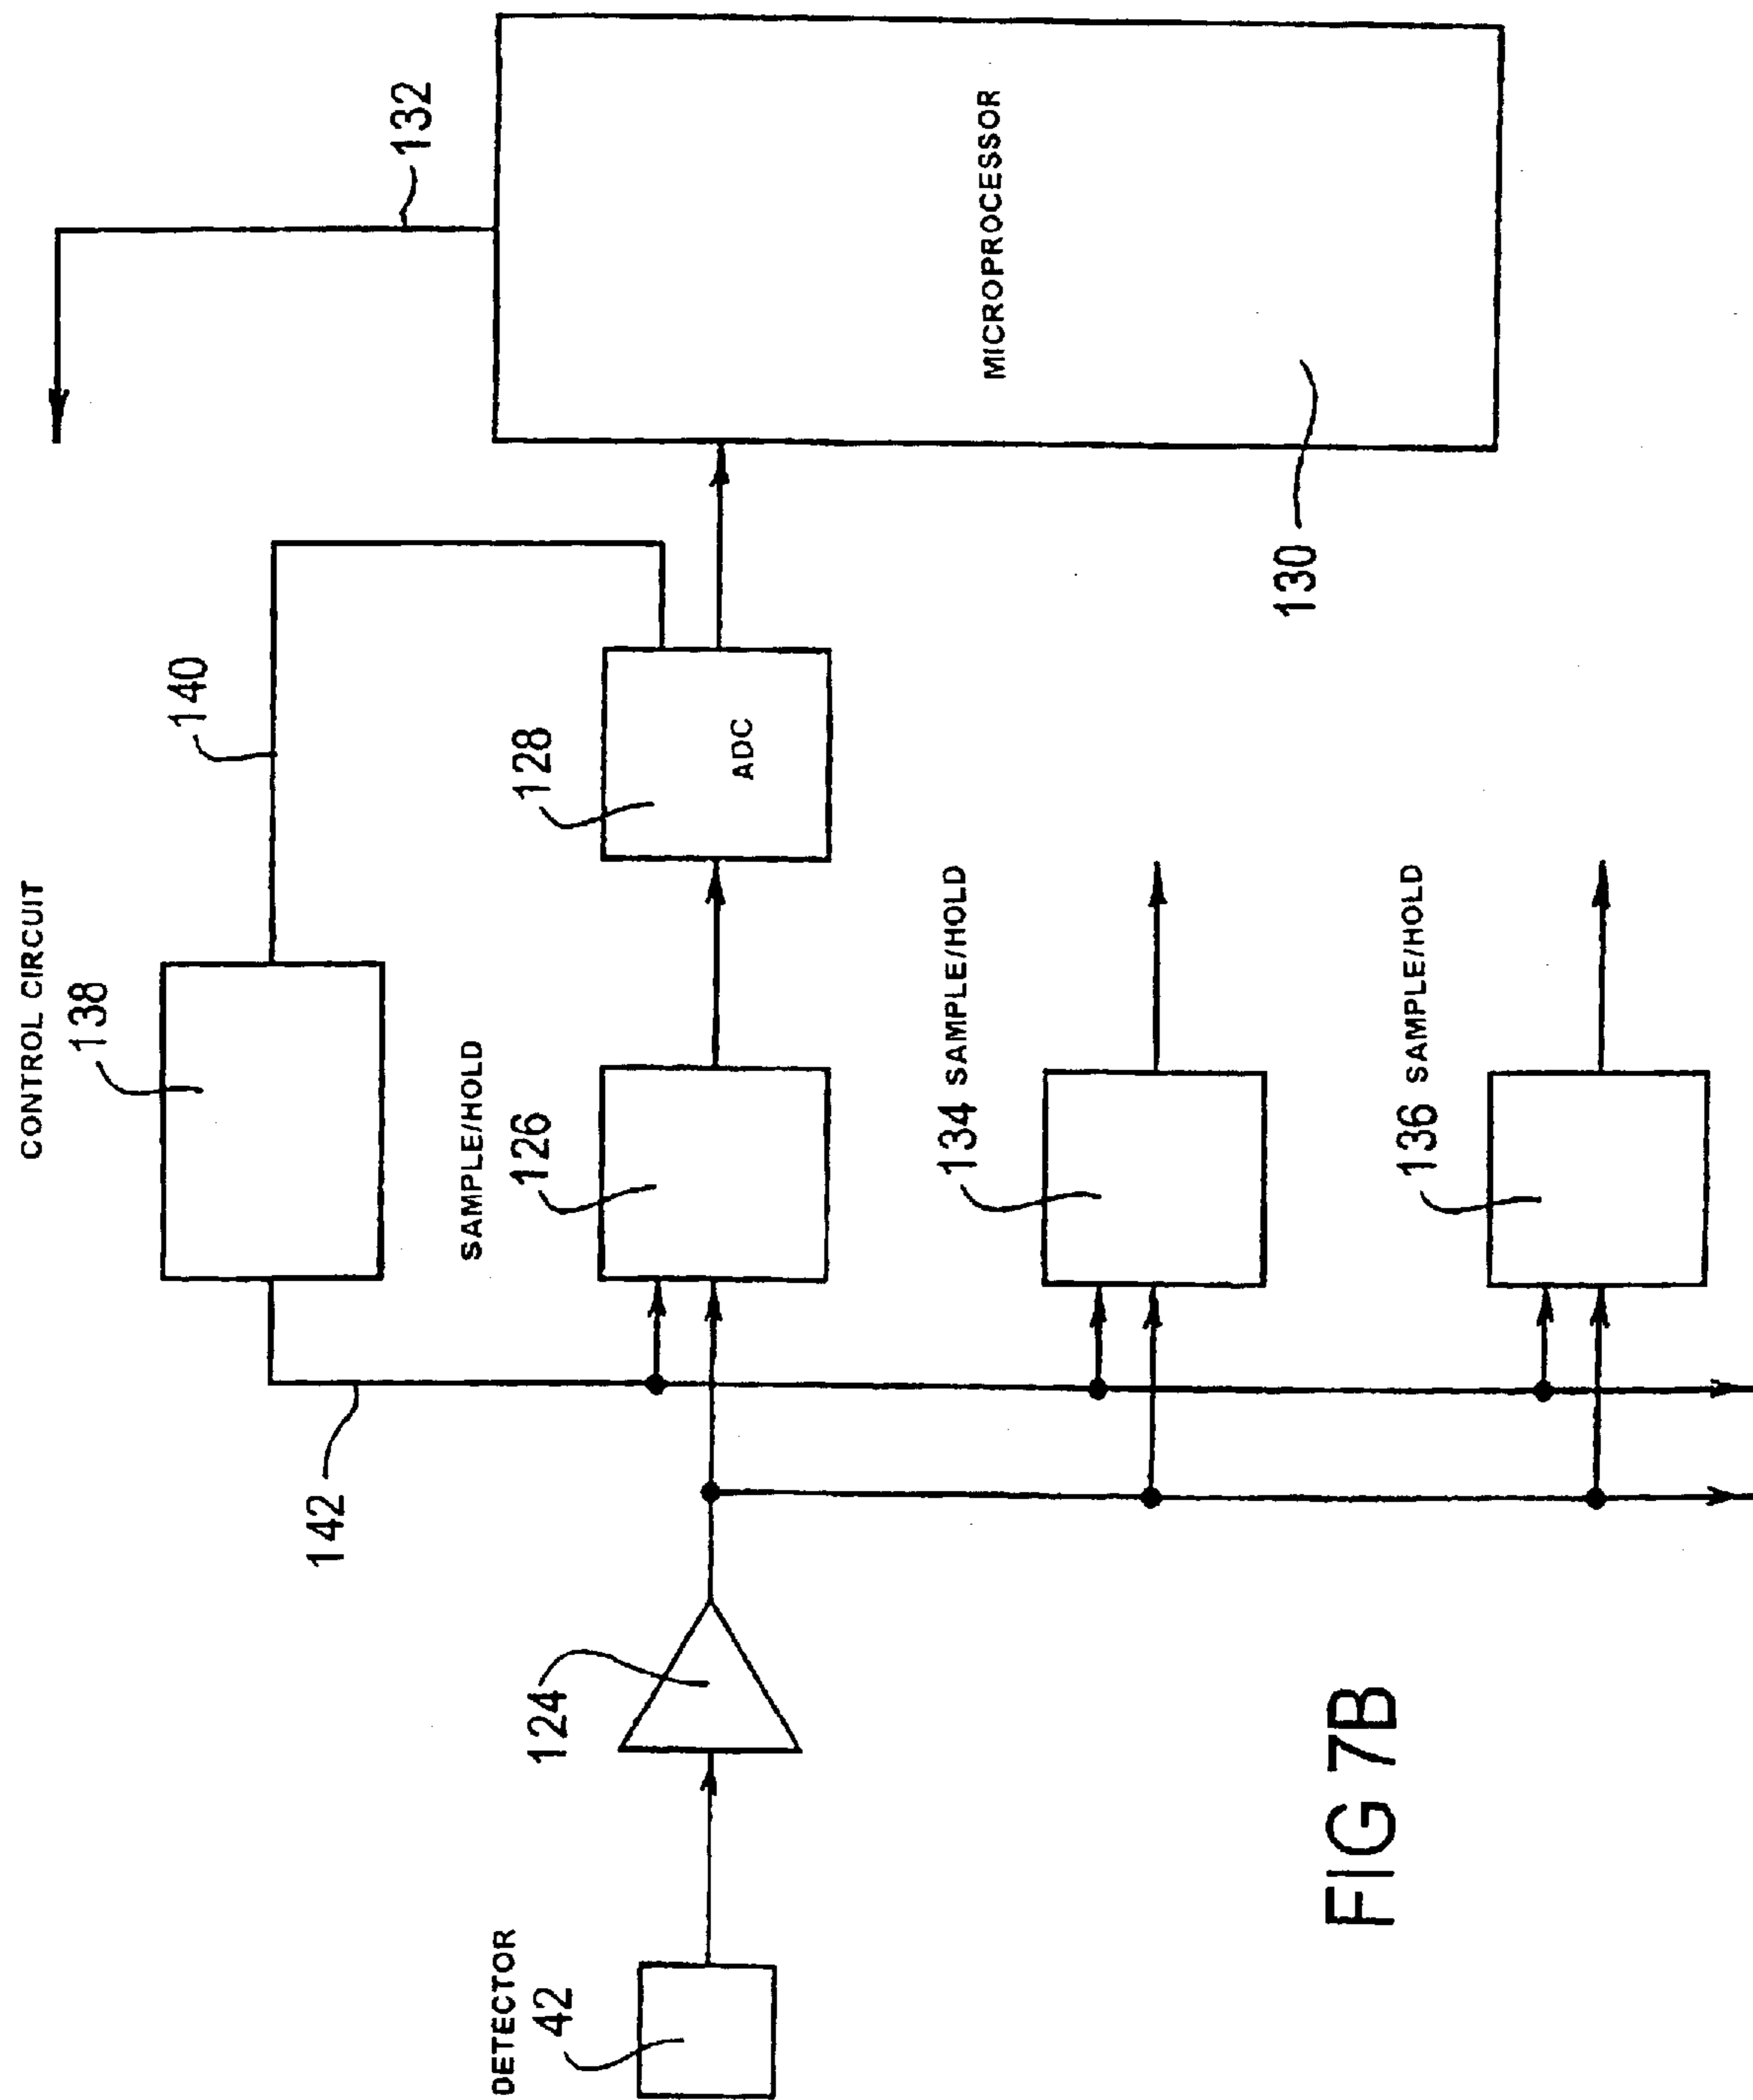 CONTROL CIRCUIT
138
140
132
SAMPLE/HOLD
126
128
ADC
MICROPROCESSOR
130
142
DETECTOR
42
124
134 SAMPLE/HOLD
136 SAMPLE/HOLD
FIG 7B